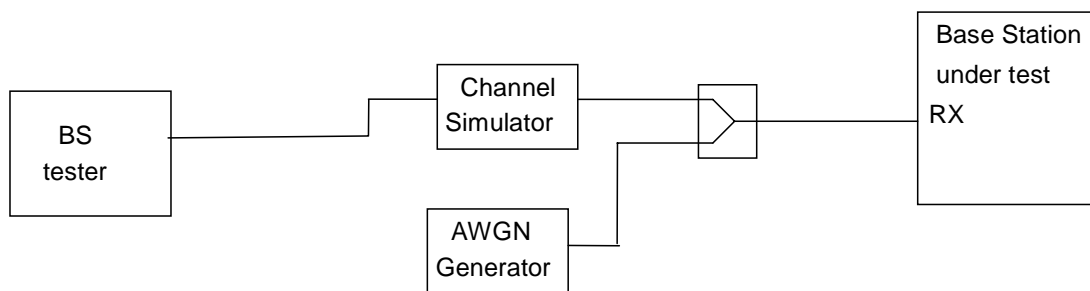 BS
tester
Channel
Simulator
AWGN
Generator
Base Station
under test
RX